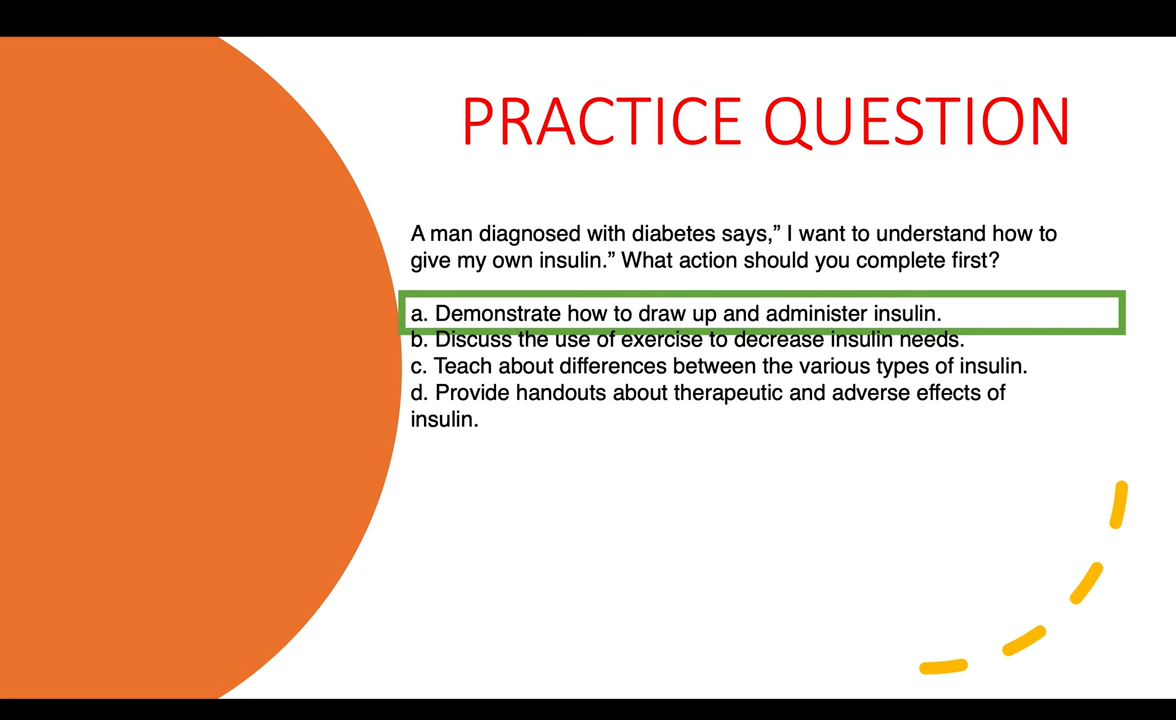 PRACTICE QUESTION
A man diagnosed with diabetes says,” I want to understand how to
give my own insulin.” What action should you complete first?
a. Demonstrate how to draw up and administer insulin.
b. Discuss the use of exercise to decrease insulin needs.
c. Teach about differences between the various types of insulin.
d. Provide handouts about therapeutic and adverse effects of
insulin.